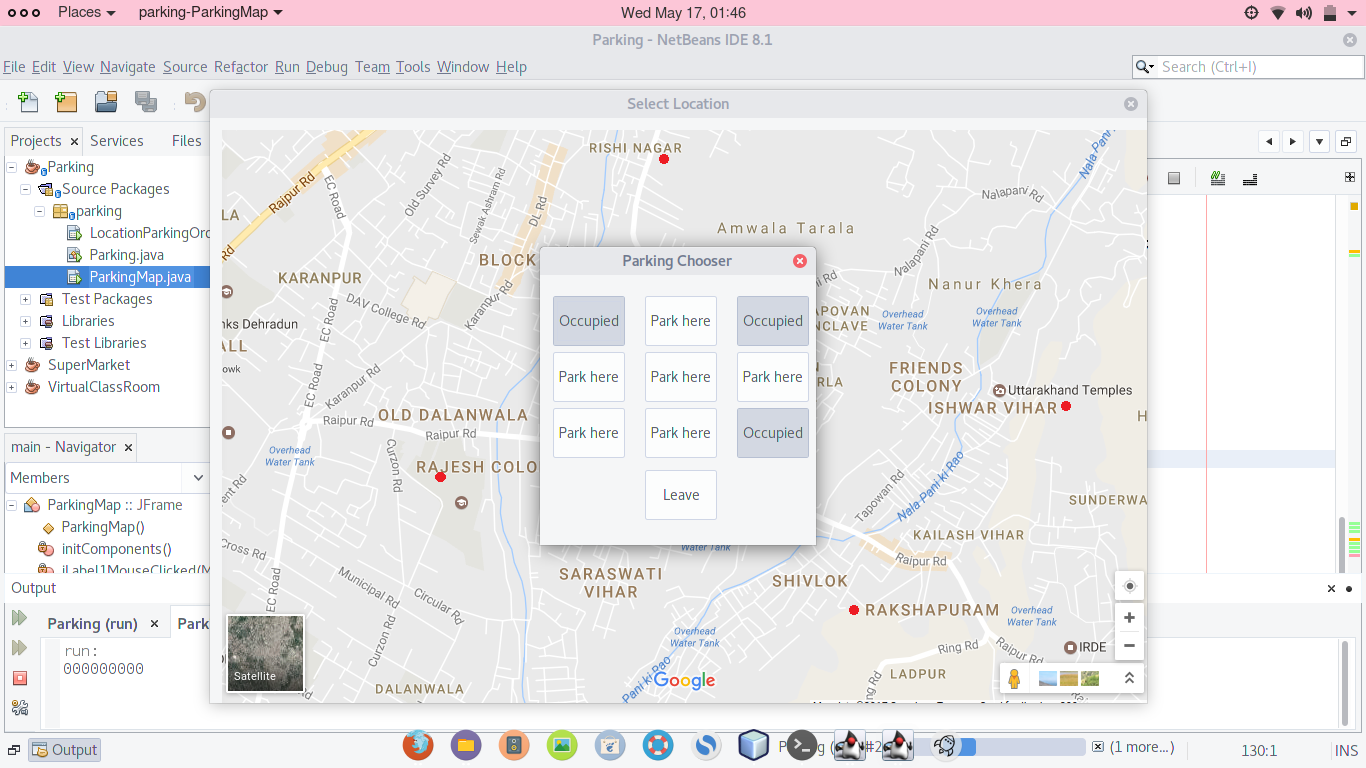 Places
parking-ParkingMap
Wed May 17, 01:46
Parking - NetBeans IDE 8.1
File Edit View Navigate Source Refactor Run Debug Team Tools Window Help
Search (Ctrl+I)
Select Location
Projects
Services
Files
Parking
Source Packages
parking
LocationParkingOrd
Parking.java
ParkingMap.java
Test Packages
Libraries
Test Libraries
SuperMarket
VirtualClassRoom
main - Navigator
Members
ParkingMap :: JFrame
ParkingMap()
initComponents()
jLabel1MouseClicked(M
Output
Parking (run)
Park
run:
000000000
RISHI NAGAR
Rajpur Rd
EC Road
Old Survey Rd
Sewak Ashram Rd
DL Rd
Nala Pani
Nalapani Rd
Amwala Tarala
Nalapani Rd
BLOCK
KARANPUR
Karanpur Rd
DAV College Rd
Nanur Khera
Overhead
Water Tank
Overhead
Water Tank
APOVAN
NCLAVE
nks Dehradun
ALL
owk
EC Road
Karanpur Rd
RLA
FRIENDS
COLONY
Uttarakhand Temples
ISHWAR VIHAR
OLD DALANWALA
Raipur Rd
Raipur Rd
Overhead
Water Tank
Curzon Rd
RAJESH COLO
Nala Pani ki Rao
Tapowan Rd
ent Rd
SUNDERWA
Cross Rd
KAILASH VIHAR
Raipur Rd
Water Tank
SARASWATI
VIHAR
SHIVLOK
EC Road
Municipal Rd
Circular Rd
RAKSHAPURAM
Overhead
Water Tank
Overhead
Water Tank
Curzon Rd
Ring Rd
IRDE
LADPUR
Pani ki Rao
ng Rd
DALANWALA
Satellite
Google
Parking Chooser
Occupied
Park here
Occupied
Park here
Park here
Park here
Park here
Park here
Occupied
Leave
Output
#2
(1 more...)
130:1
INS